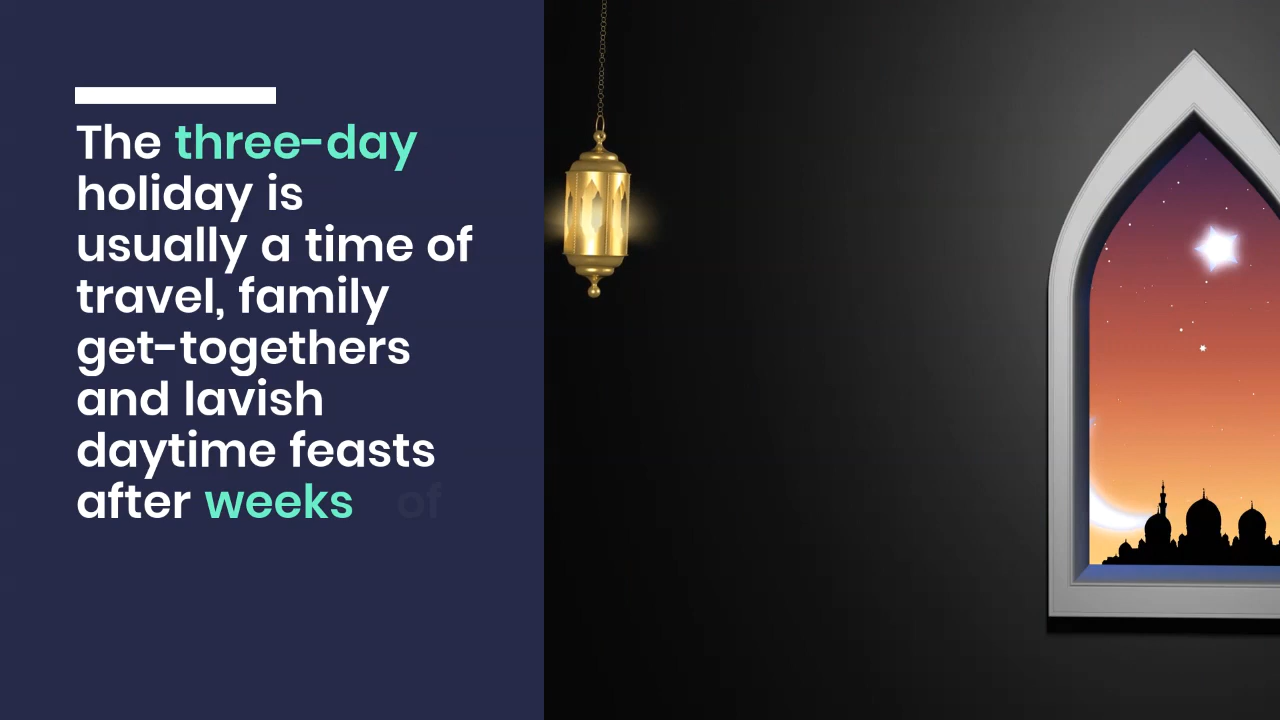 The three-day
holiday is
usually a time of
travel, family
get-togethers
and lavish
daytime feasts
after weeks of